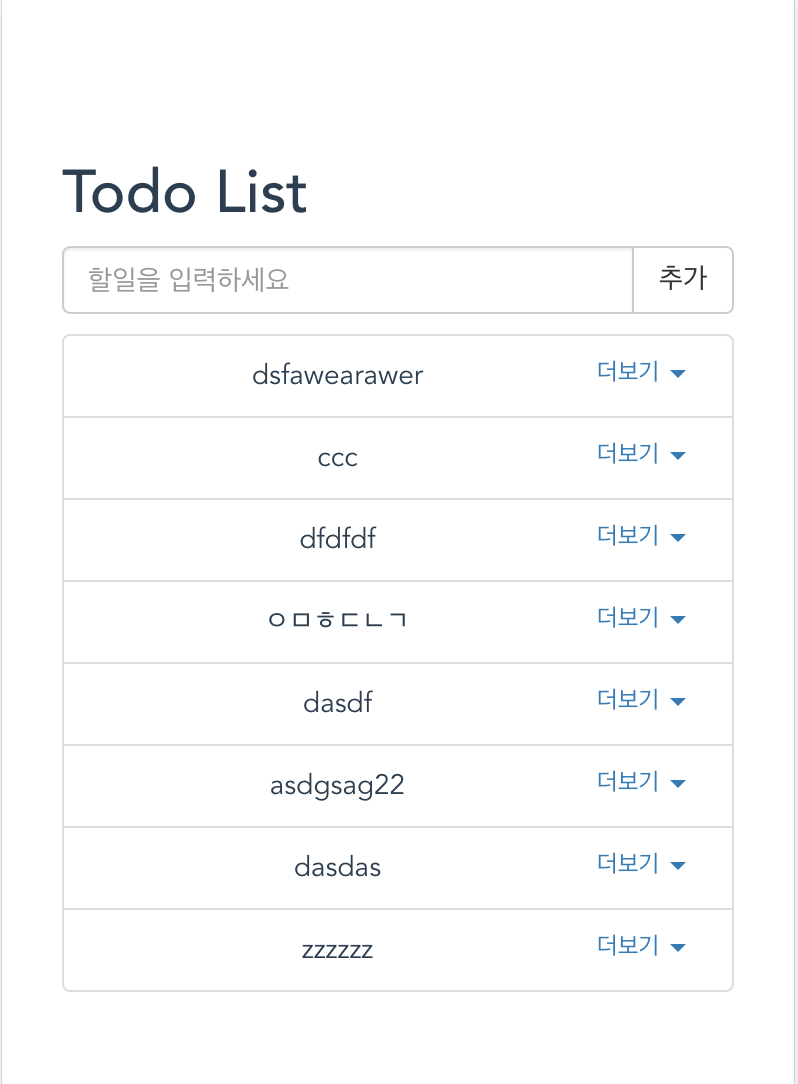 Todo List
할일을 입력하세요 추가
dsfawearawer 더보기
ccc 더보기
dfdfdf 더보기
ㅇㅁㅎㄷㄴㄱ 더보기
dasdf 더보기
asdgsag22 더보기
dasdas 더보기
zzzzzz 더보기